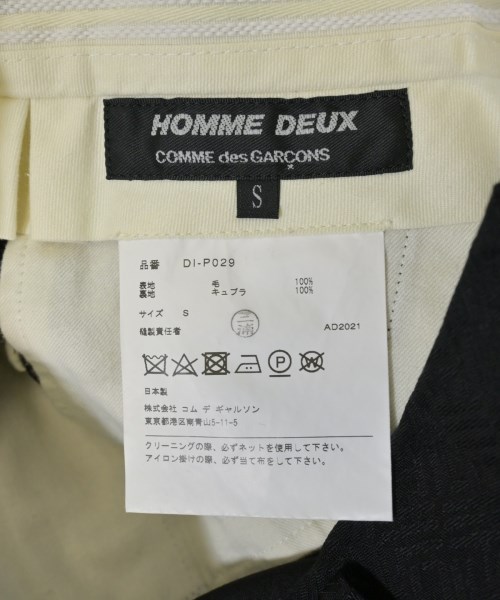 HOMME DEUX
COMME des GARÇONS
S
品番 DI-P029
表地 毛 100%
裏地 キュプラ 100%
サイズ S
縫製責任者 三浦 AD2021
P W
日本製
株式会社 コム デ ギャルソン
東京都港区南青山5-11-5
クリーニングの際、必ずネットを使用して下さい。
アイロン掛けの際、必ず当て布をして下さい。